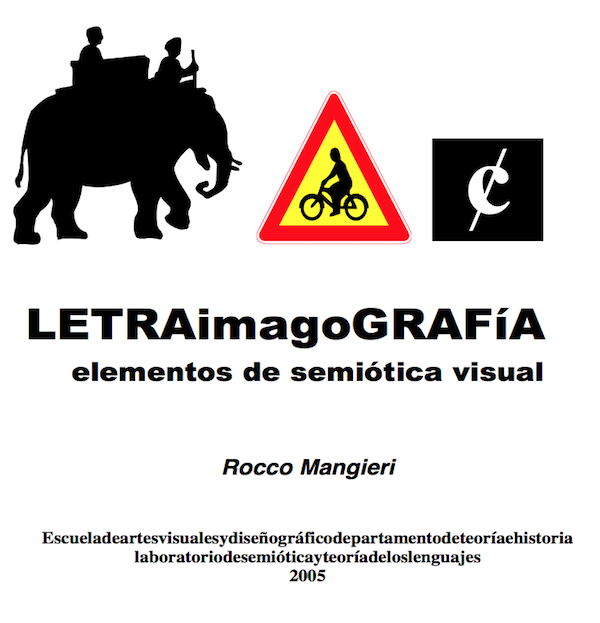 ¢
LETRAimagoGRAFíA
elementos de semiótica visual
Rocco Mangieri
Escueladeartesvisualesydiseñográficodepartamentodeteoríaehistoria
laboratoriodesemióticayteoríadeloslenguajes
2005